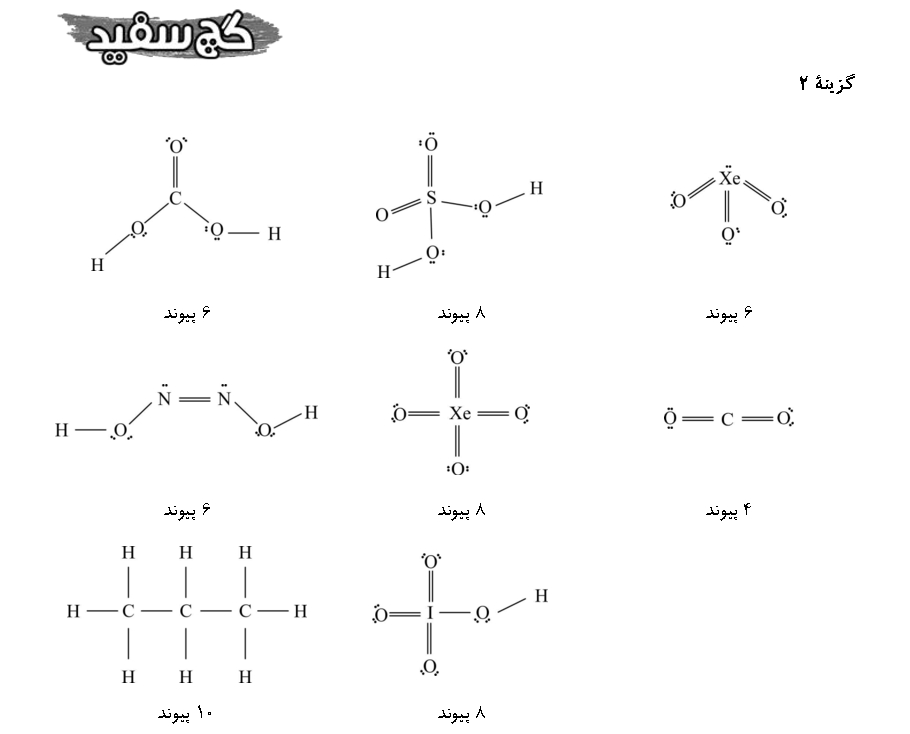 گچ سفید
گزینهٔ ۲
O C O O H H
O S O O H O H
Xe O O O
۶ پیوند
۸ پیوند
۶ پیوند
H O N N O H
O O Xe O O
O C O
۶ پیوند
۸ پیوند
۴ پیوند
H H H
H C C C H
H H H
O
O I O H
O
۱۰ پیوند
۸ پیوند